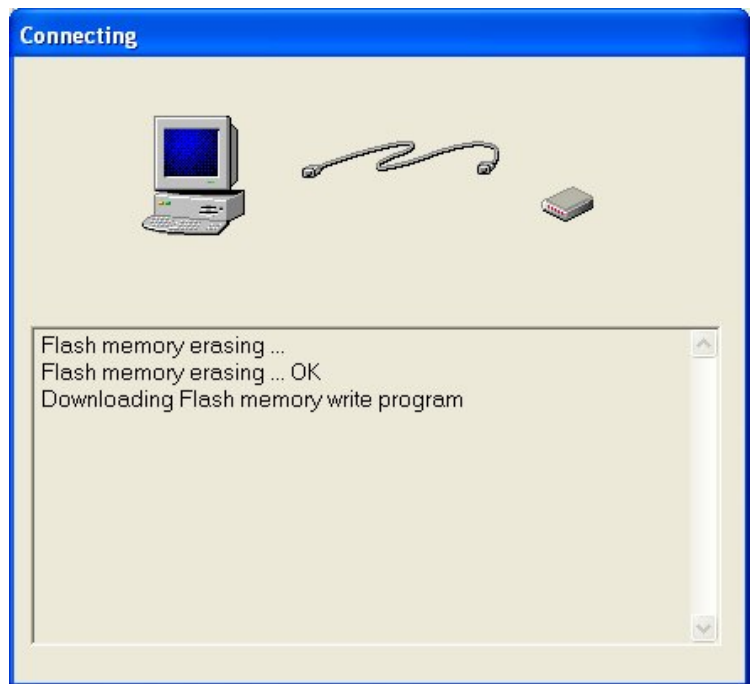 Connecting
Flash memory erasing ...
Flash memory erasing ... OK
Downloading Flash memory write program